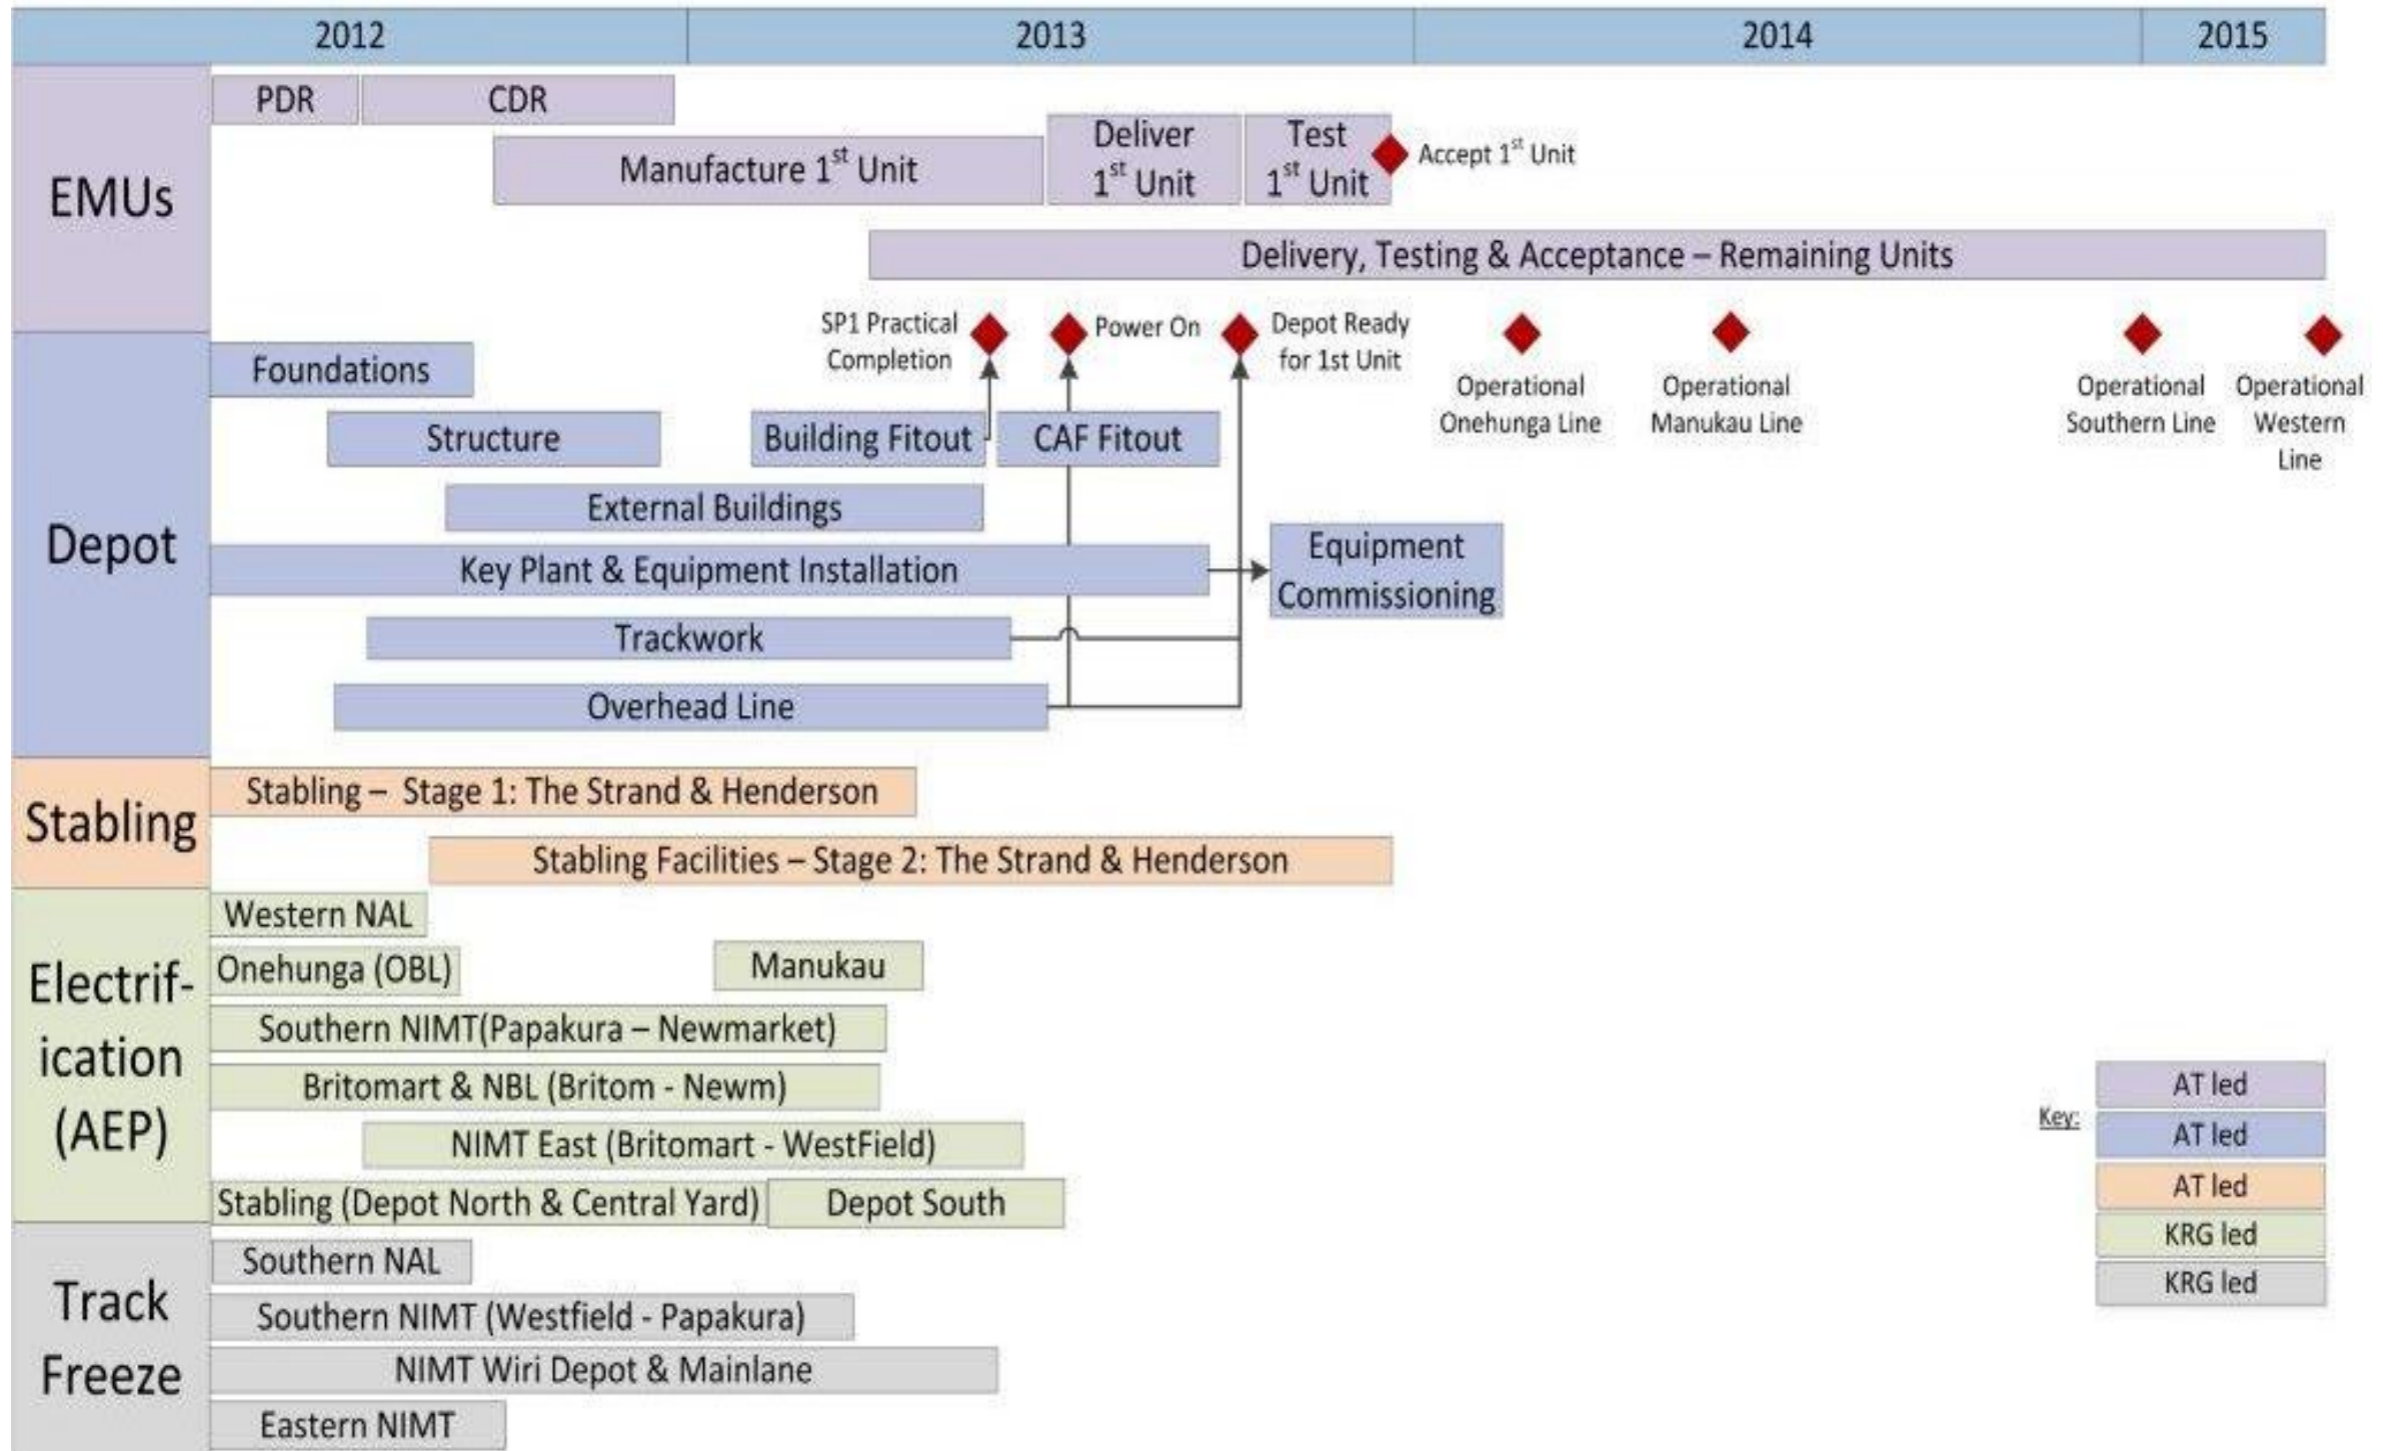 2012 2013 2014 2015
EMUs
PDR CDR
Manufacture 1st Unit
Deliver
1st Unit
Test
1st Unit
Accept 1st Unit
Delivery, Testing & Acceptance – Remaining Units
Depot
SP1 Practical
Completion
Power On
Depot Ready
for 1st Unit
Operational
Onehunga Line
Operational
Manukau Line
Operational
Southern Line
Operational
Western
Line
Foundations
Structure
Building Fitout
CAF Fitout
External Buildings
Key Plant & Equipment Installation
Equipment
Commissioning
Trackwork
Overhead Line
Stabling
Stabling – Stage 1: The Strand & Henderson
Stabling Facilities – Stage 2: The Strand & Henderson
Electrif-
ication
(AEP)
Western NAL
Onehunga (OBL)
Manukau
Southern NIMT(Papakura – Newmarket)
Britomart & NBL (Britom - Newm)
NIMT East (Britomart - WestField)
Stabling (Depot North & Central Yard)
Depot South
Track
Freeze
Southern NAL
Southern NIMT (Westfield - Papakura)
NIMT Wiri Depot & Mainlane
Eastern NIMT
Key:
AT led
AT led
AT led
KRG led
KRG led